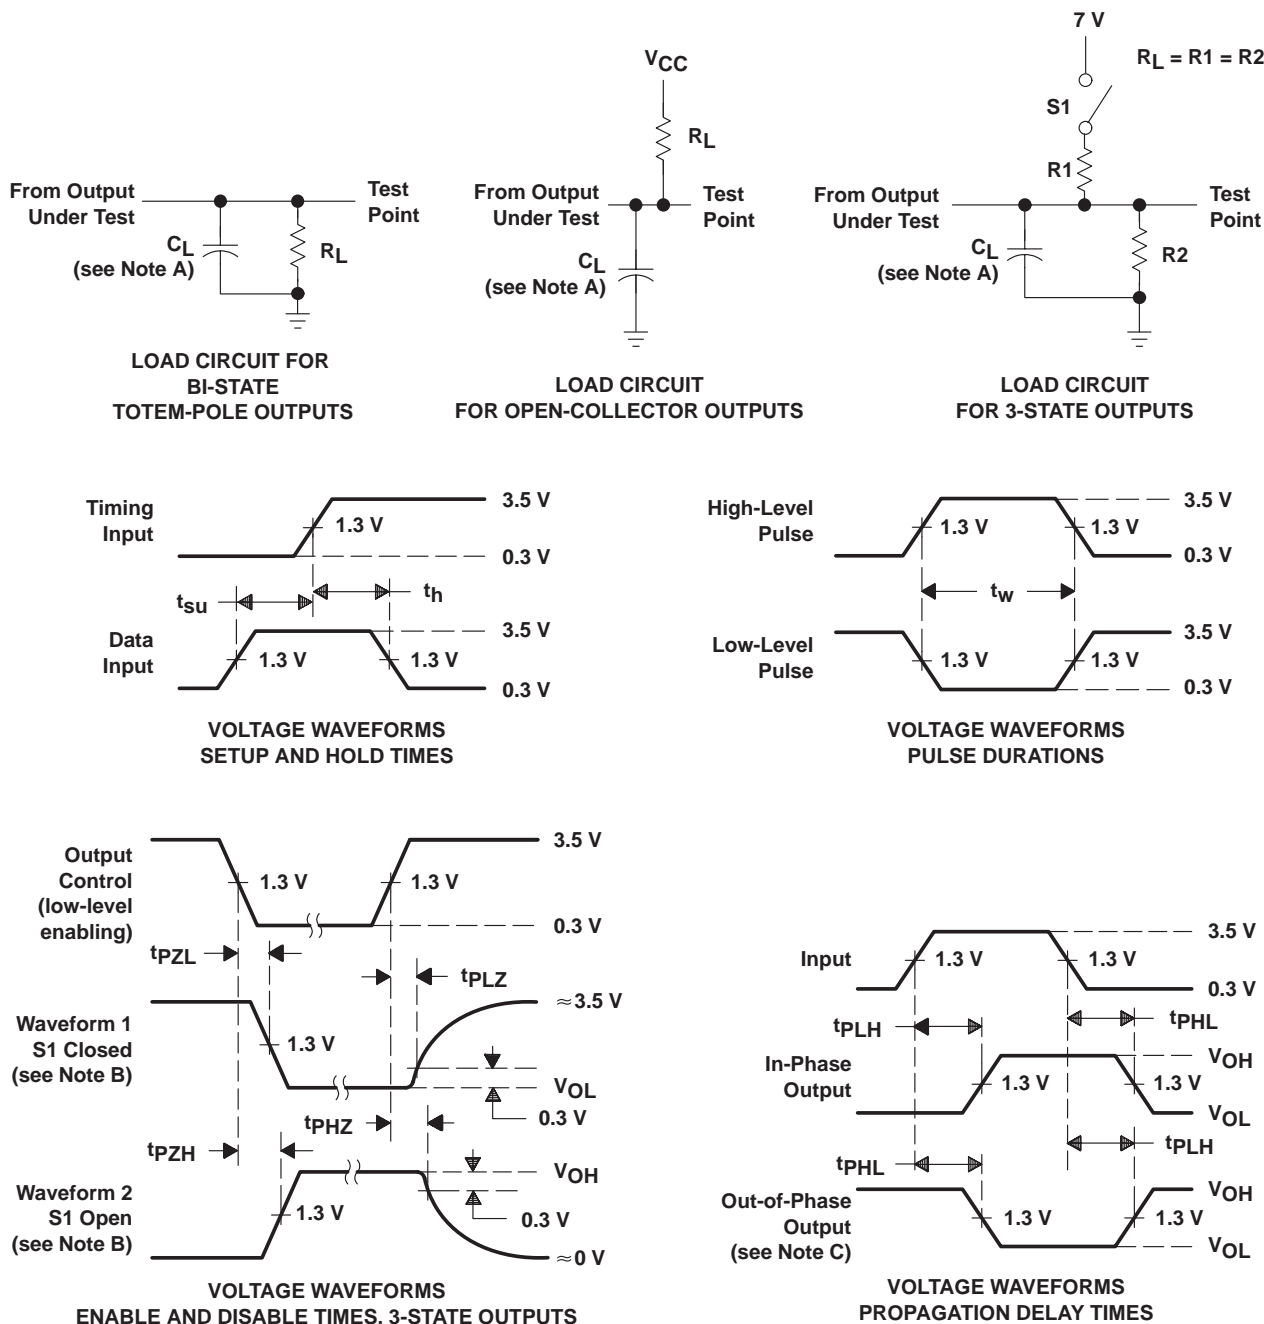 7 V
RL = R1 = R2
S1
VCC
RL
R1
From Output
Under Test
Test
Point
CL
(see Note A)
RL
From Output
Under Test
Test
Point
CL
(see Note A)
From Output
Under Test
Test
Point
CL
(see Note A)
R2
LOAD CIRCUIT FOR
BI-STATE
TOTEM-POLE OUTPUTS
LOAD CIRCUIT
FOR OPEN-COLLECTOR OUTPUTS
LOAD CIRCUIT
FOR 3-STATE OUTPUTS
Timing
Input
1.3 V
3.5 V
0.3 V
tsu
th
Data
Input
1.3 V
1.3 V
3.5 V
0.3 V
VOLTAGE WAVEFORMS
SETUP AND HOLD TIMES
High-Level
Pulse
1.3 V
1.3 V
3.5 V
0.3 V
tw
Low-Level
Pulse
1.3 V
1.3 V
3.5 V
0.3 V
VOLTAGE WAVEFORMS
PULSE DURATIONS
Output
Control
(low-level
enabling)
1.3 V
1.3 V
3.5 V
0.3 V
tPZL
tPLZ
Waveform 1
S1 Closed
(see Note B)
1.3 V
≈3.5 V
VOL
0.3 V
tPHZ
tPZH
Waveform 2
S1 Open
(see Note B)
1.3 V
VOH
0.3 V
≈0 V
VOLTAGE WAVEFORMS
ENABLE AND DISABLE TIMES, 3-STATE OUTPUTS
Input
1.3 V
1.3 V
3.5 V
0.3 V
tPLH
tPHL
In-Phase
Output
1.3 V
1.3 V
VOH
VOL
tPHL
tPLH
Out-of-Phase
Output
(see Note C)
1.3 V
1.3 V
VOH
VOL
VOLTAGE WAVEFORMS
PROPAGATION DELAY TIMES